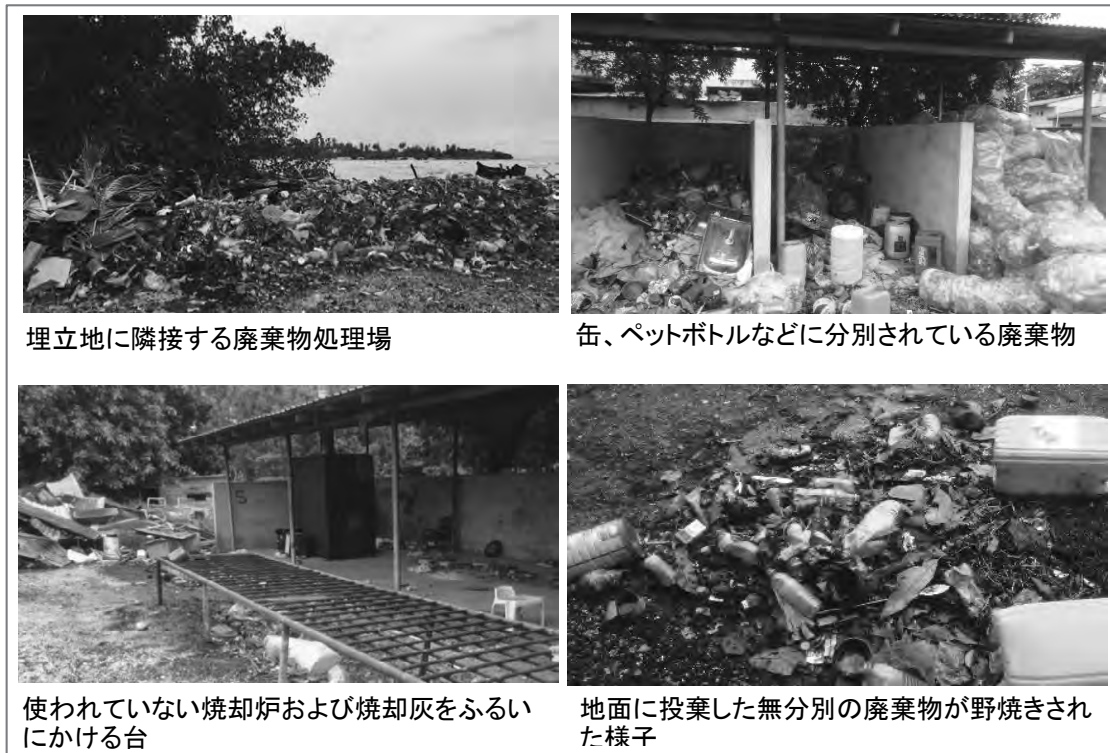 埋立地に隣接する廃棄物処理場
缶、ペットボトルなどに分別されている廃棄物
5
使われていない焼却炉および焼却灰をふるい
にかける台
地面に投棄した無分別の廃棄物が野焼きされ
た様子